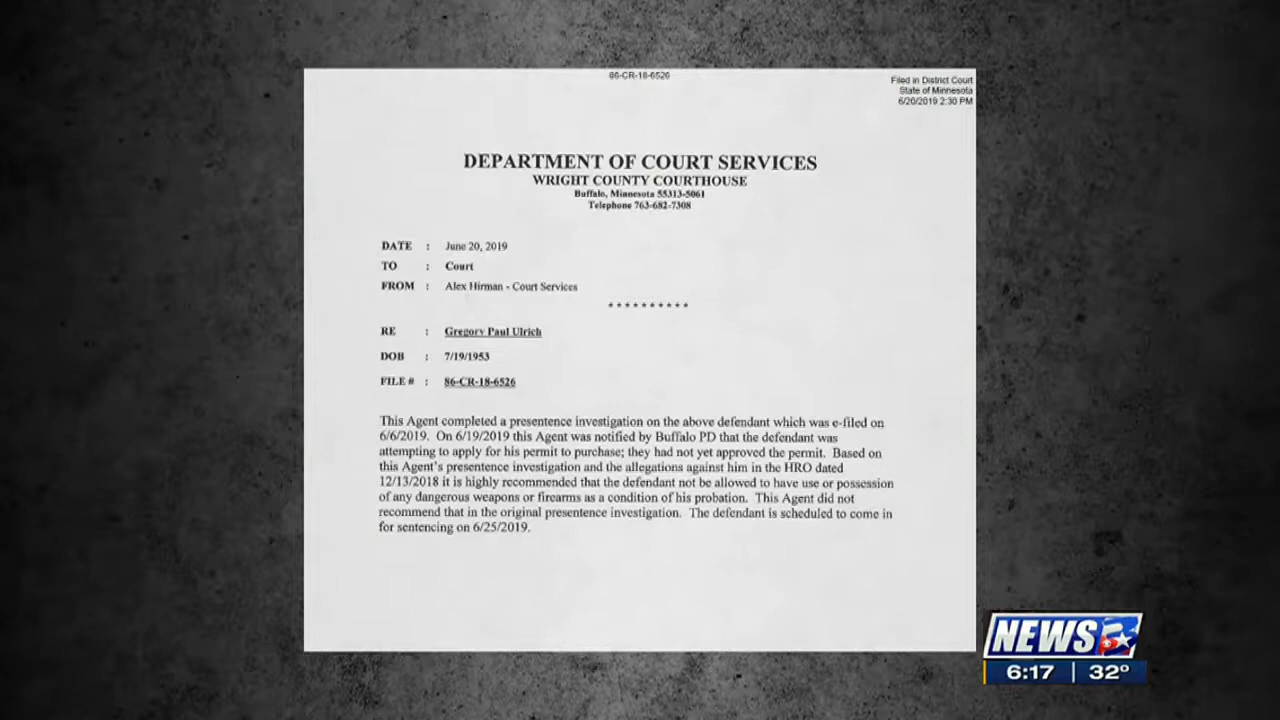 86-CR-18-6526
Filed in District Court
State of Minnesota
6/20/2019 2:30 PM
DEPARTMENT OF COURT SERVICES
WRIGHT COUNTY COURTHOUSE
Buffalo, Minnesota 55313-5061
Telephone 763-682-7308
DATE : June 20, 2019
TO : Court
FROM : Alex Hirman - Court Services
* * * * * * * * * *
RE : Gregory Paul Ulrich
DOB : 7/19/1953
FILE # : 86-CR-18-6526
This Agent completed a presentence investigation on the above defendant which was e-filed on
6/6/2019. On 6/19/2019 this Agent was notified by Buffalo PD that the defendant was
attempting to apply for his permit to purchase; they had not yet approved the permit. Based on
this Agent's presentence investigation and the allegations against him in the HRO dated
12/13/2018 it is highly recommended that the defendant not be allowed to have use or possession
of any dangerous weapons or firearms as a condition of his probation. This Agent did not
recommend that in the original presentence investigation. The defendant is scheduled to come in
for sentencing on 6/25/2019.
NEWS 5
6:17 | 32°